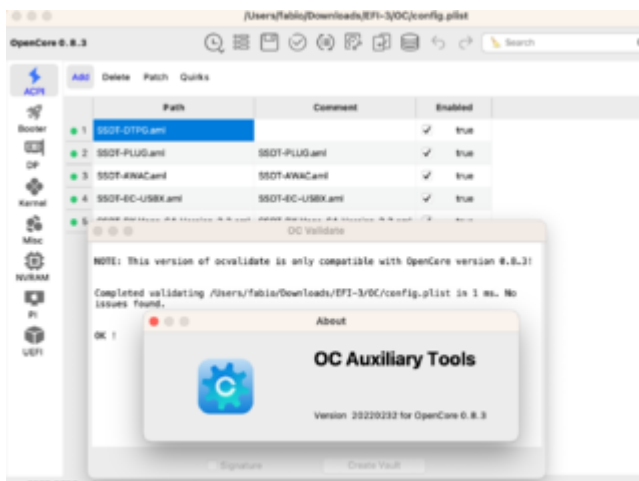 /Users/fabio/Downloads/EFI-3/OC/config.plist
OpenCore 0.8.3
Search
ACPI
Booter
DP
Kernel
Misc
NVRAM
PI
UEFI
Add Delete Patch Quirks
Path Comment Enabled
1 SSDT-DTPG.aml true
2 SSDT-PLUG.aml SSDT-PLUG.aml true
3 SSDT-AWAC.aml SSDT-AWAC.aml true
4 SSDT-EC-USBX.aml SSDT-EC-USBX.aml true
5
OC Validate
NOTE: This version of ocvalidate is only compatible with OpenCore version 0.8.3!
Completed validating /Users/fabio/Downloads/EFI-3/OC/config.plist in 1 ms. No
issues found.
OK !
About
OC Auxiliary Tools
Version 20220232 for OpenCore 0.8.3
Signature Create Vault